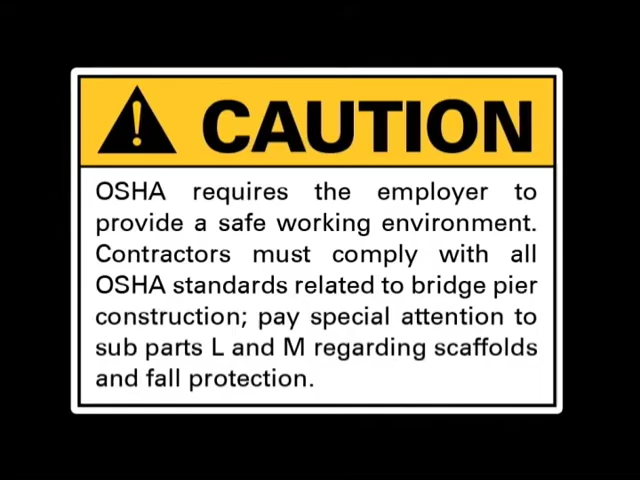 CAUTION
OSHA requires the employer to
provide a safe working environment.
Contractors must comply with all
OSHA standards related to bridge pier
construction; pay special attention to
sub parts L and M regarding scaffolds
and fall protection.